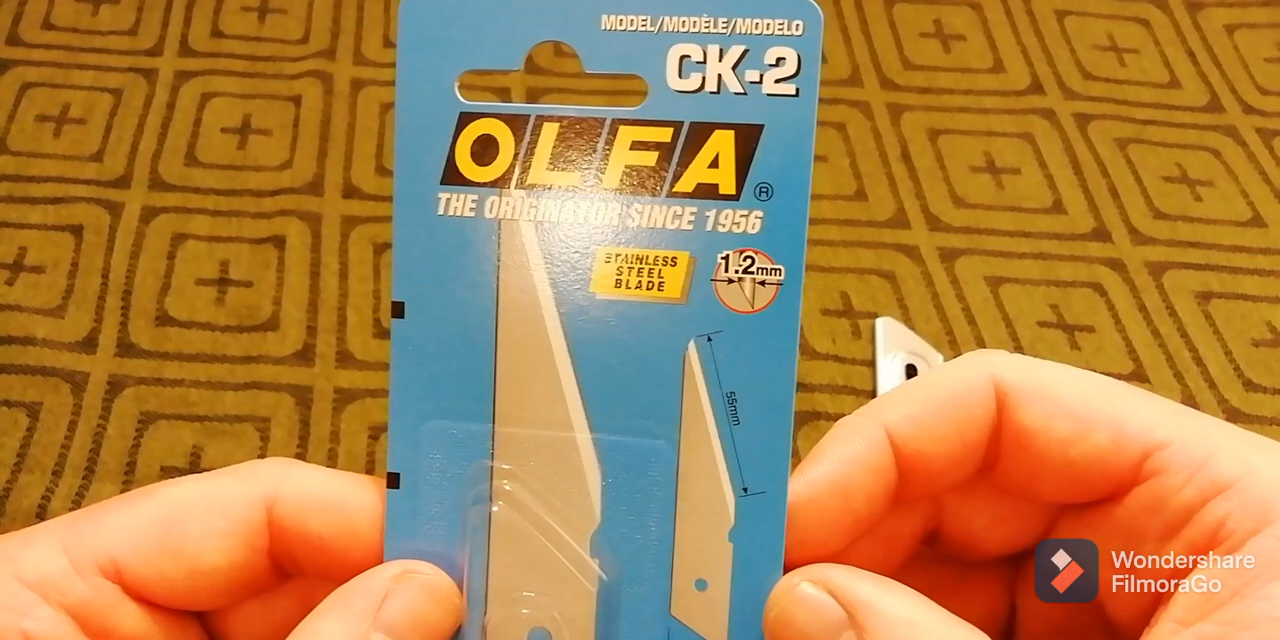 MODEL/MODÈLE/MODELO
CK-2
OLFA®
THE ORIGINATOR SINCE 1956
STAINLESS
STEEL
BLADE
1.2mm
55mm
Wondershare
FilmoraGo